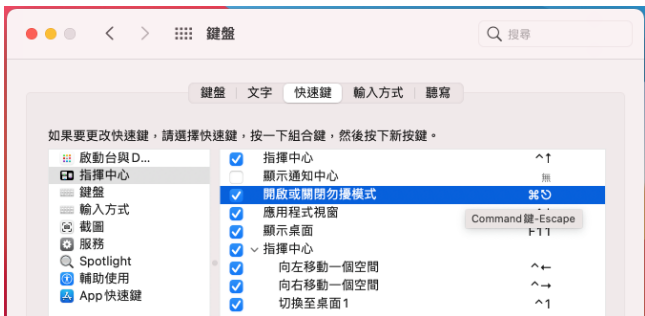 鍵盤
搜尋
鍵盤 文字 快速鍵 輸入方式 聽寫
如果要更改快速鍵，請選擇快速鍵，按一下組合鍵，然後按下新按鍵。
啟動台與 D...
指揮中心
鍵盤
輸入方式
截圖
服務
Spotlight
輔助使用
App 快速鍵
指揮中心 ^↑
顯示通知中心 無
開啟或關閉勿擾模式 ⌘⎋
應用程式視窗
Command 鍵-Escape
顯示桌面 F11
指揮中心
向左移動一個空間 ^←
向右移動一個空間 ^→
切換至桌面1 ^1